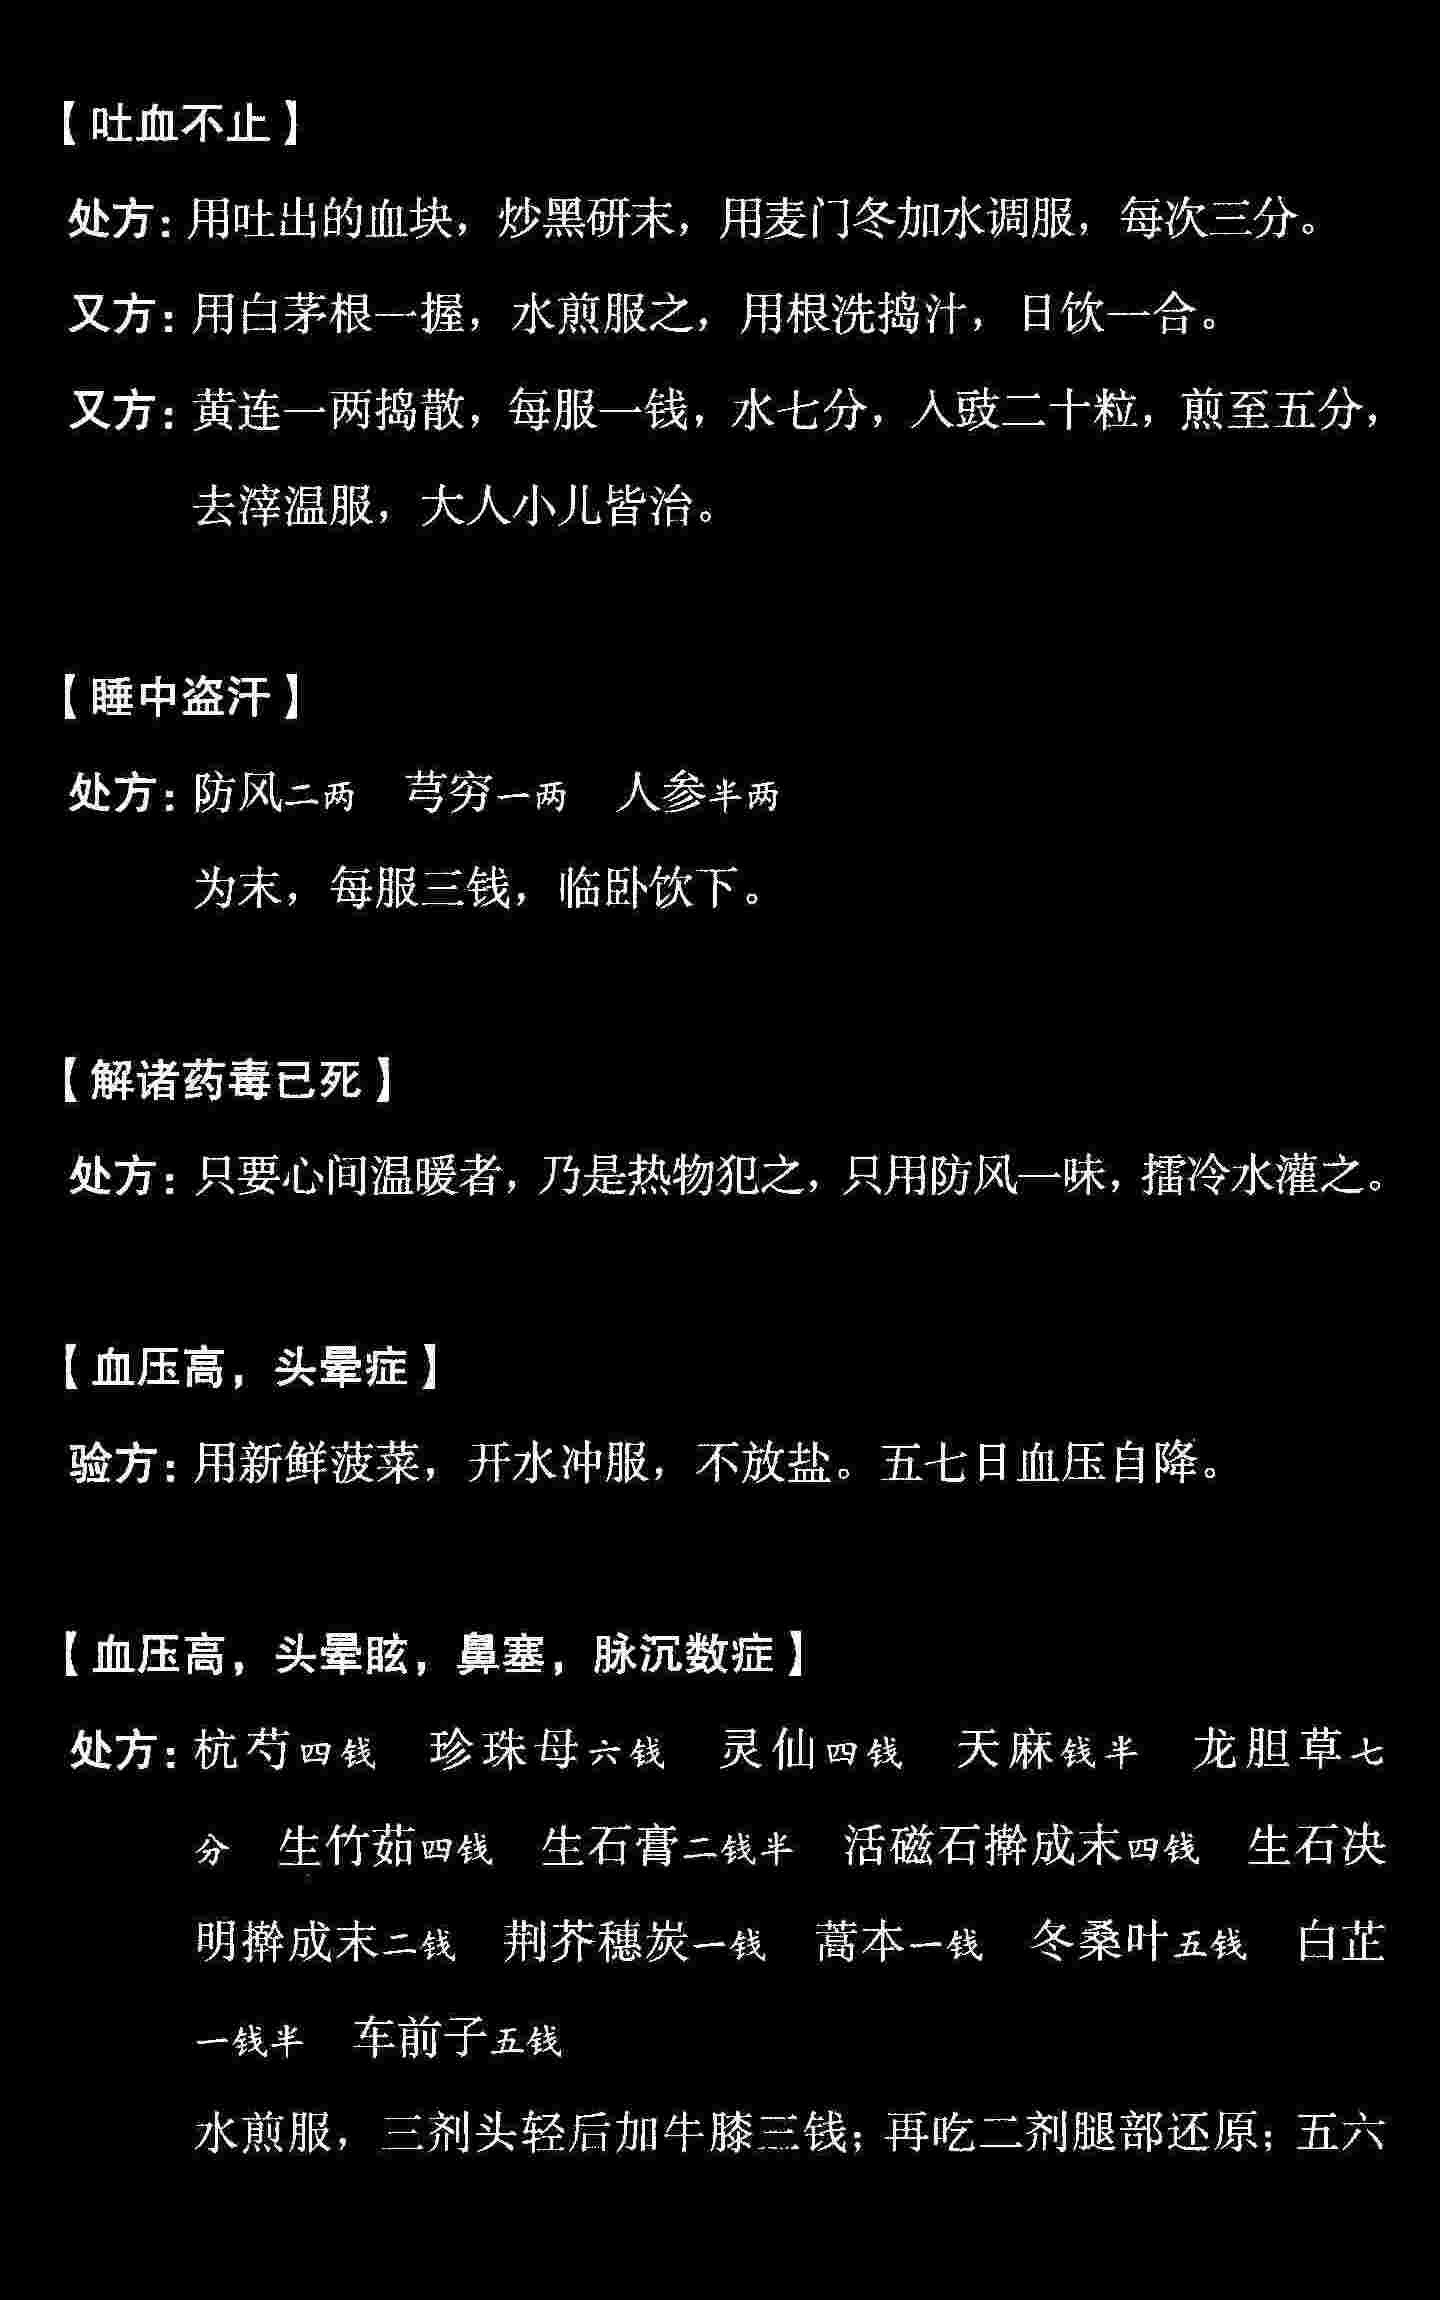 【吐血不止】
处方：用吐出的血块，炒黑研末，用麦门冬加水调服，每次三分。
又方：用白茅根一握，水煎服之，用根洗捣汁，日饮一合。
又方：黄连一两捣散，每服一钱，水七分，入豉二十粒，煎至五分，
去滓温服，大人小儿皆治。
【睡中盗汗】
处方：防风二两　芎穷一两　人参半两
为末，每服三钱，临卧饮下。
【解诸药毒已死】
处方：只要心间温暖者，乃是热物犯之，只用防风一味，擂冷水灌之。
【血压高，头晕症】
验方：用新鲜菠菜，开水冲服，不放盐。五七日血压自降。
【血压高，头晕眩，鼻塞，脉沉数症】
处方：杭芍四钱　珍珠母六钱　灵仙四钱　天麻钱半　龙胆草七
分　生竹茹四钱　生石膏二钱半　活磁石擀成末四钱　生石决
明擀成末二钱　荆芥穗炭一钱　蒿本一钱　冬桑叶五钱　白芷
一钱半　车前子五钱
水煎服，三剂头轻后加牛膝三钱；再吃二剂腿部还原；五六